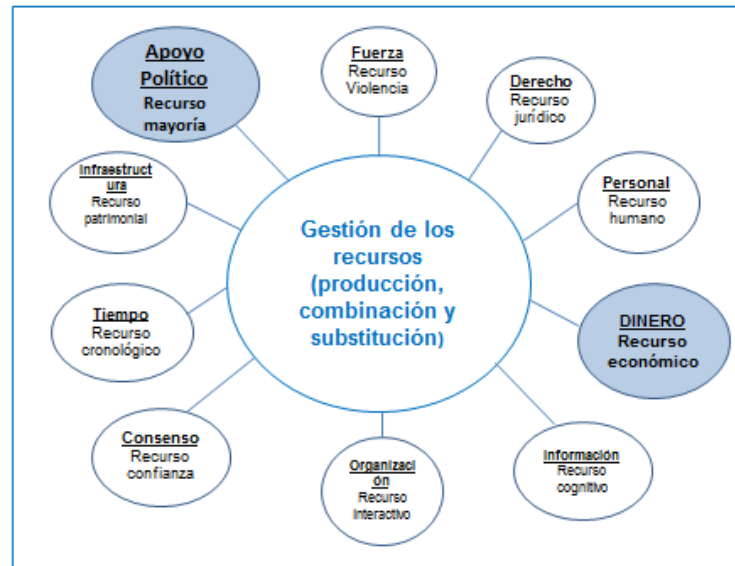 Apoyo
Político
Recurso
mayoría
Fuerza
Recurso
Violencia
Derecho
Recurso
jurídico
Infraestruct
ura
Recurso
patrimonial
Personal
Recurso
humano
Gestión de los
recursos
(producción,
combinación y
substitución)
Tiempo
Recurso
cronológico
DINERO
Recurso
económico
Consenso
Recurso
confianza
Organizaci
ón
Recurso
Interactivo
Información
Recurso
cognitivo